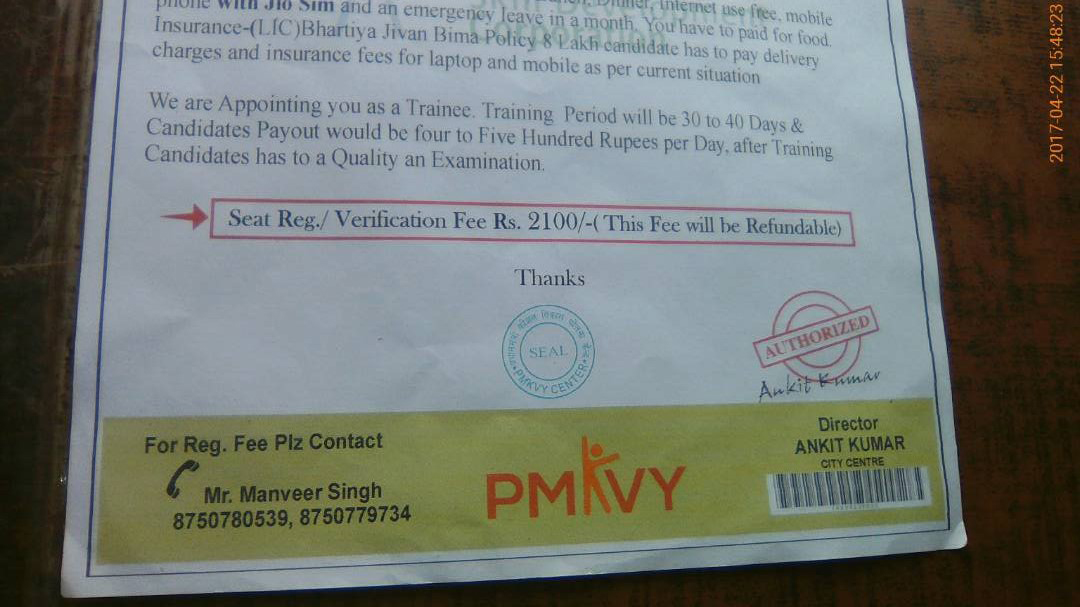 Internet use free, mobile
phone with Jio Sim and an emergency leave in a month. You have to paid for food.
Insurance-(LIC)Bhartiya Jivan Bima Policy 8 Lakh candidate has to pay delivery
charges and insurance fees for laptop and mobile as per current situation
We are Appointing you as a Trainee. Training Period will be 30 to 40 Days &
Candidates Payout would be four to Five Hundred Rupees per Day, after Training
Candidates has to a Quality an Examination.
Seat Reg./ Verification Fee Rs. 2100/-( This Fee will be Refundable)
Thanks
SEAL
PMKVY CENTER
AUTHORIZED
Ankit Kumar
For Reg. Fee Plz Contact
Mr. Manveer Singh
8750780539, 8750779734
PMKVY
Director
ANKIT KUMAR
CITY CENTRE
2017-04-22 15:48:23